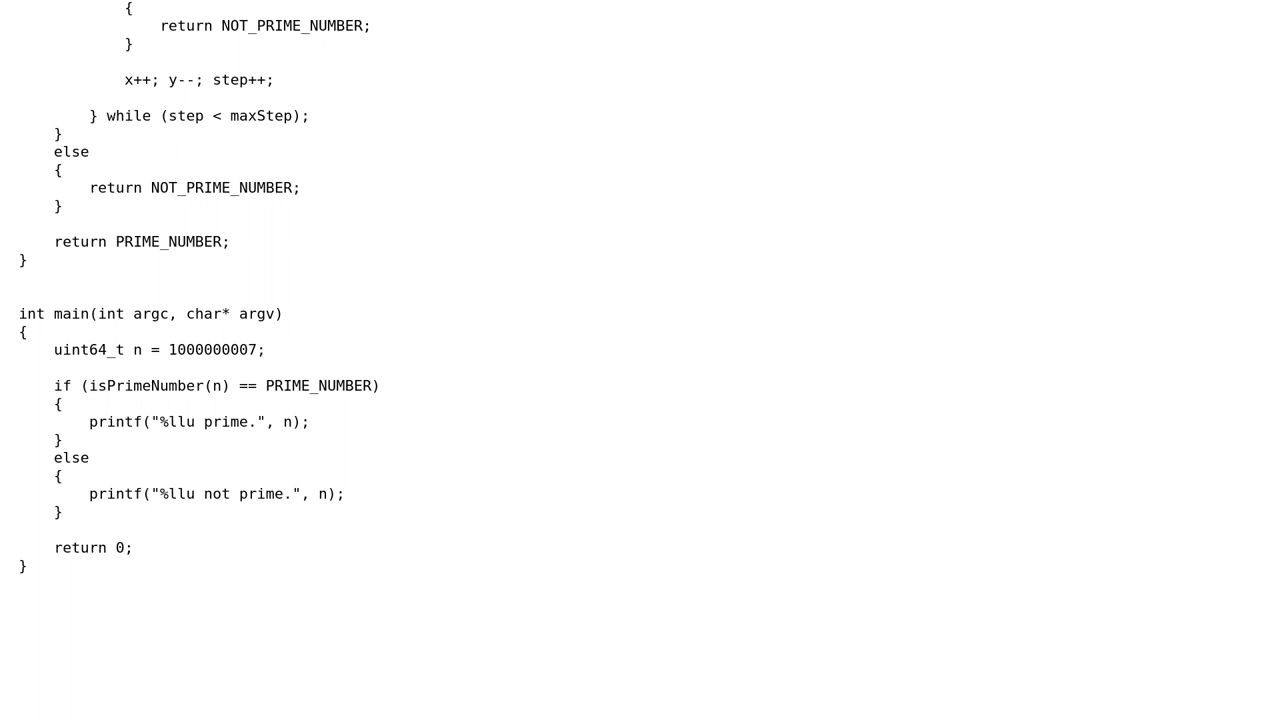 {
                return NOT_PRIME_NUMBER;
            }

            x++; y--; step++;

        } while (step < maxStep);
    }
    else
    {
        return NOT_PRIME_NUMBER;
    }

    return PRIME_NUMBER;
}


int main(int argc, char* argv)
{
    uint64_t n = 1000000007;

    if (isPrimeNumber(n) == PRIME_NUMBER)
    {
        printf("%llu prime.", n);
    }
    else
    {
        printf("%llu not prime.", n);
    }

    return 0;
}